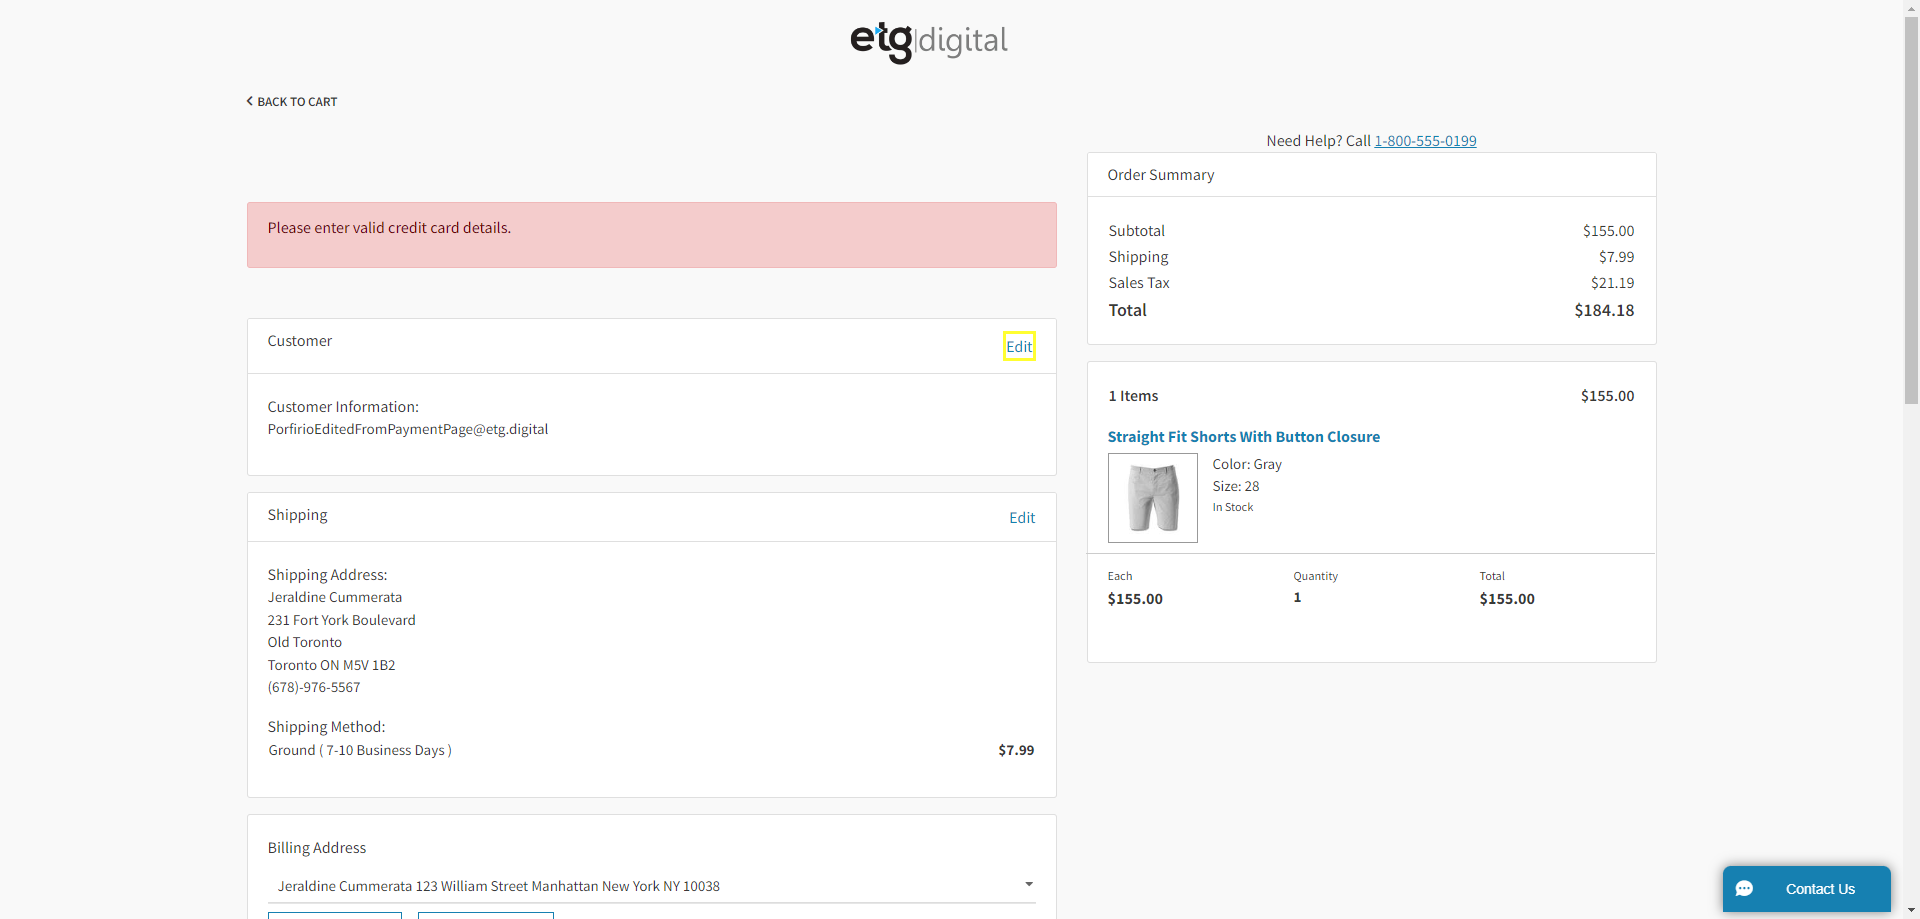 etg|digital
BACK TO CART
Need Help? Call 1-800-555-0199
Please enter valid credit card details.
Customer
Edit
Customer Information:
PorfirioEditedFromPaymentPage@etg.digital
Shipping
Edit
Shipping Address:
Jeraldine Cummerata
231 Fort York Boulevard
Old Toronto
Toronto ON M5V 1B2
(678)-976-5567
Shipping Method:
Ground ( 7-10 Business Days ) $7.99
Billing Address
Jeraldine Cummerata 123 William Street Manhattan New York NY 10038
Order Summary
Subtotal $155.00
Shipping $7.99
Sales Tax $21.19
Total $184.18
1 Items $155.00
Straight Fit Shorts With Button Closure
Color: Gray
Size: 28
In Stock
Each Quantity Total
$155.00 1 $155.00
Contact Us